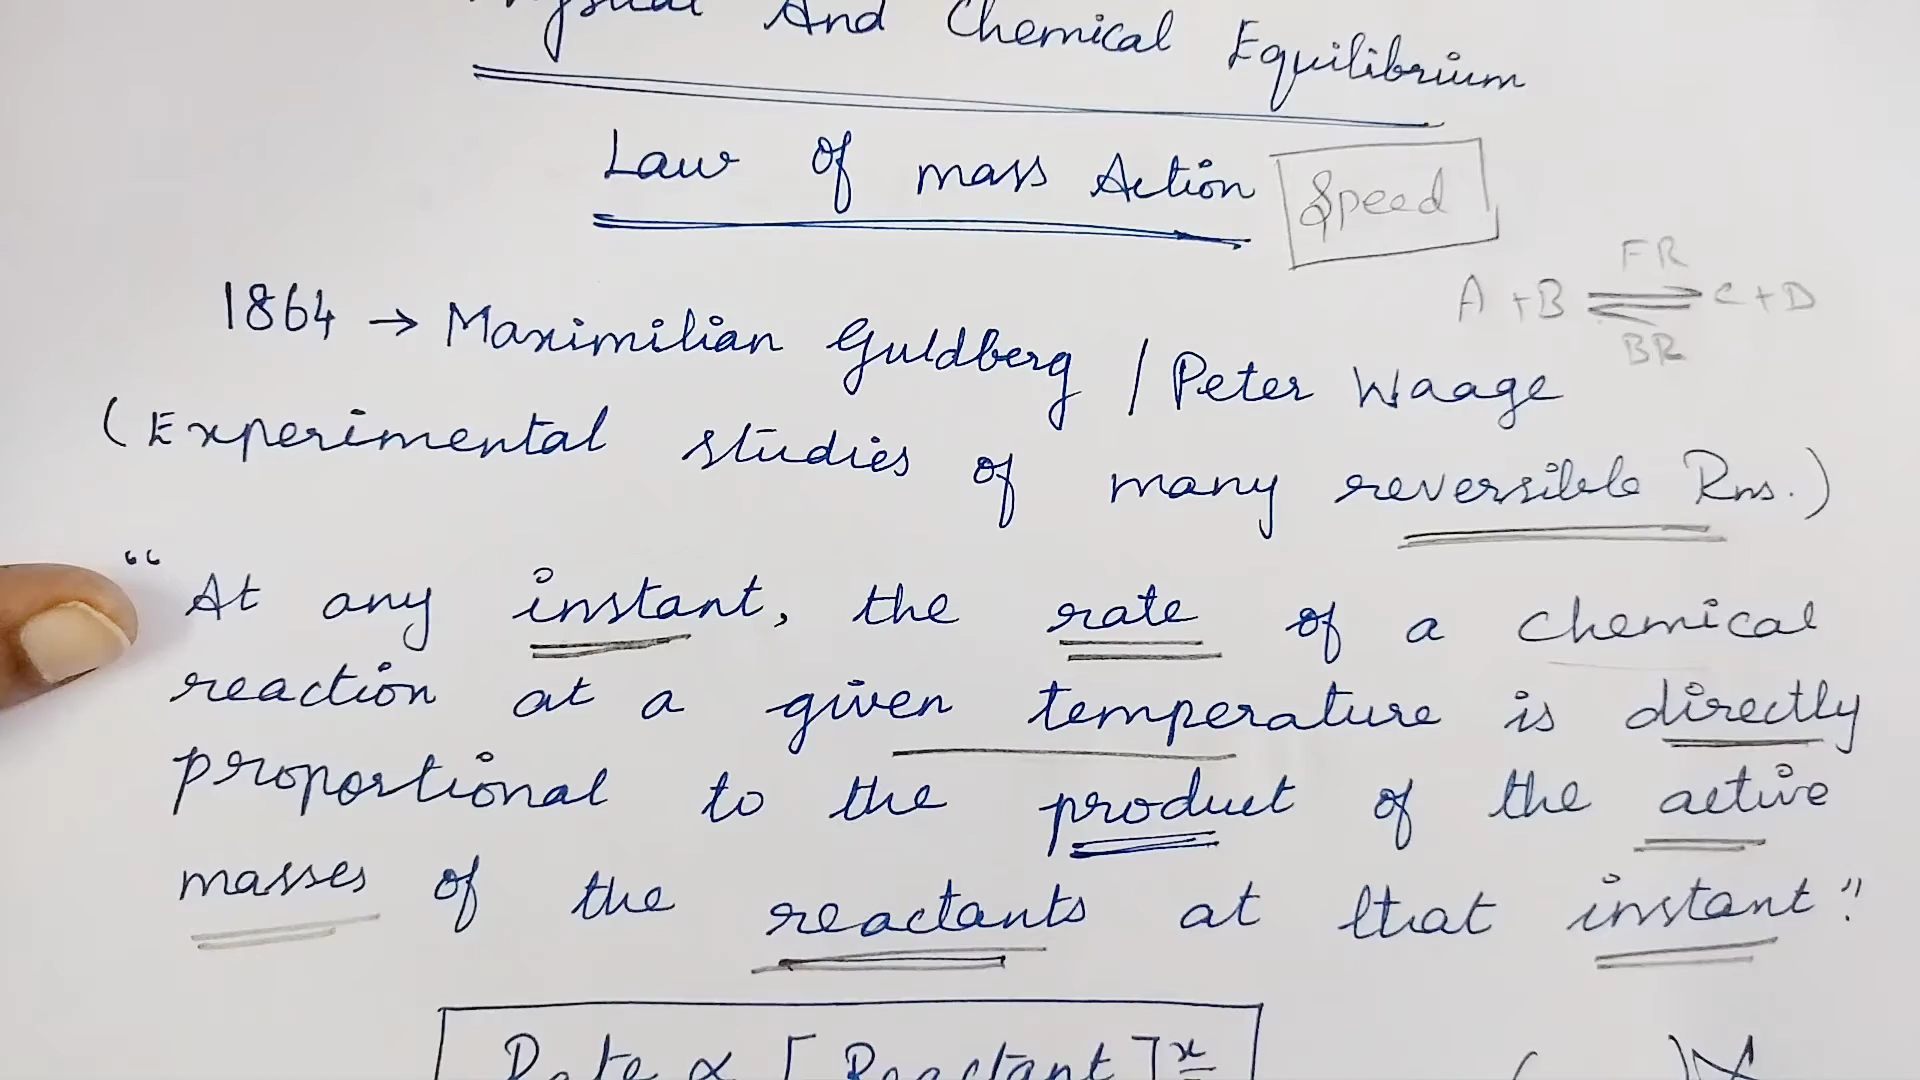 And Chemical Equilibrium
Law of mass Action
Speed
FR
A + B ⇌ C + D
BR
1864 → Maximilian Guldberg / Peter Waage
(Experimental studies of many reversible Rns.)
“At any instant, the rate of a chemical
reaction at a given temperature is directly
proportional to the product of the active
masses of the reactants at that instant”
Rate ∝ [Reactant]ˣ